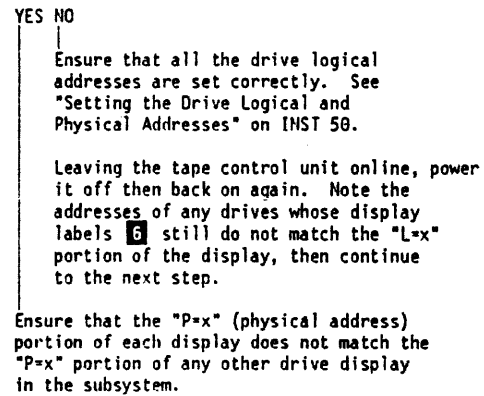 YES NO
Ensure that all the drive logical
addresses are set correctly. See
"Setting the Drive Logical and
Physical Addresses" on INST 50.
Leaving the tape control unit online, power
it off then back on again. Note the
addresses of any drives whose display
labels 6 still do not match the "L=x"
portion of the display, then continue
to the next step.
Ensure that the "P=x" (physical address)
portion of each display does not match the
"P=x" portion of any other drive display
in the subsystem.